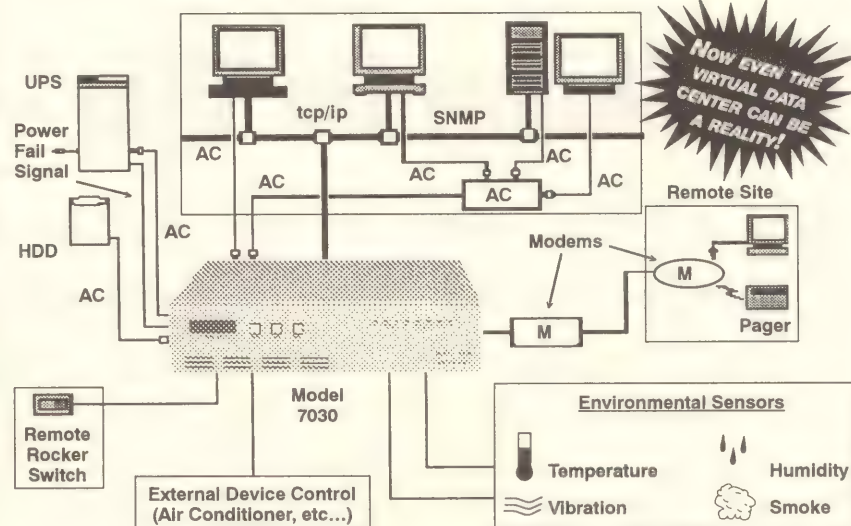 NOW EVEN THE
VIRTUAL DATA
CENTER CAN BE
A REALITY!
UPS
Power
Fail
Signal
HDD
AC
AC
tcp/ip
SNMP
AC
AC
AC
AC
AC
Remote Site
Modems
M
M
Pager
Model
7030
Remote
Rocker
Switch
External Device Control
(Air Conditioner, etc...)
Environmental Sensors
Temperature
Humidity
Vibration
Smoke